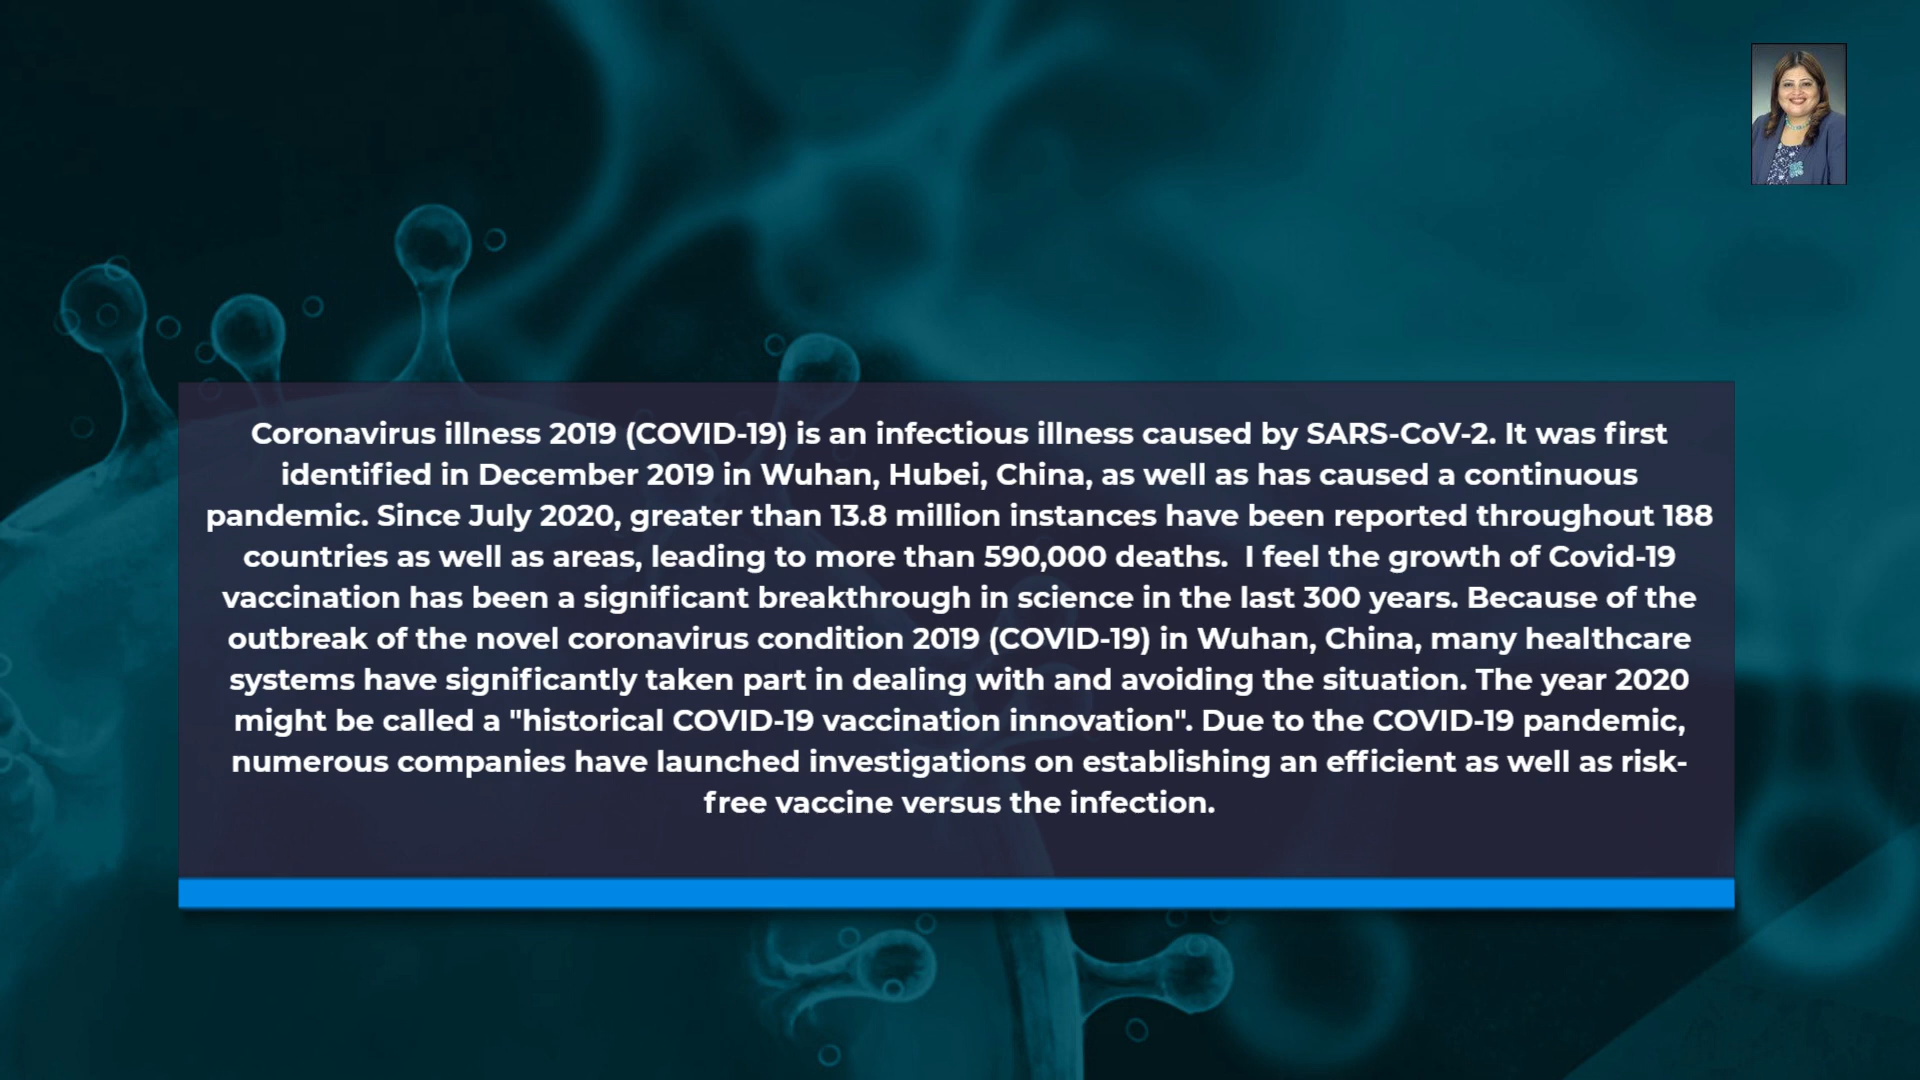 Coronavirus illness 2019 (COVID-19) is an infectious illness caused by SARS-CoV-2. It was first
identified in December 2019 in Wuhan, Hubei, China, as well as has caused a continuous
pandemic. Since July 2020, greater than 13.8 million instances have been reported throughout 188
countries as well as areas, leading to more than 590,000 deaths.  I feel the growth of Covid-19
vaccination has been a significant breakthrough in science in the last 300 years. Because of the
outbreak of the novel coronavirus condition 2019 (COVID-19) in Wuhan, China, many healthcare
systems have significantly taken part in dealing with and avoiding the situation. The year 2020
might be called a "historical COVID-19 vaccination innovation". Due to the COVID-19 pandemic,
numerous companies have launched investigations on establishing an efficient as well as risk-
free vaccine versus the infection.